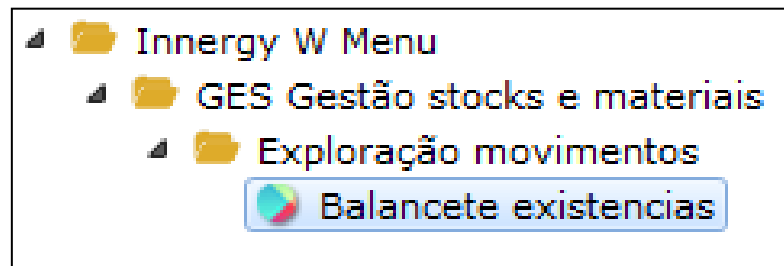 Innergy W Menu
GES Gestão stocks e materiais
Exploração movimentos
Balancete existencias